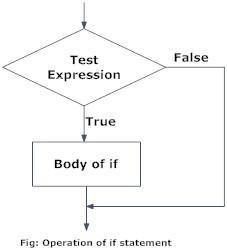 Test
Expression
False
True
Body of if
Fig: Operation of if statement